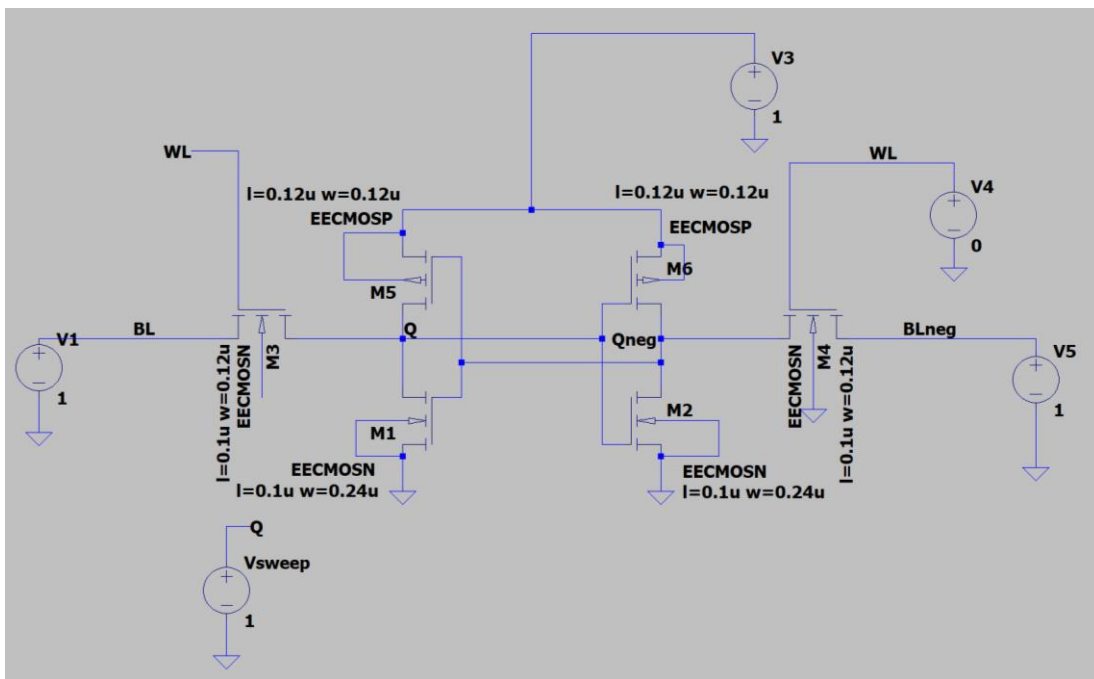 V3
1
WL
l=0.12u w=0.12u
EECMOSP
M5
l=0.12u w=0.12u
EECMOSP
M6
WL
V4
0
V1
1
BL
M3
EECMOSN
l=0.1u w=0.12u
Q
Qneg
M4
EECMOSN
l=0.1u w=0.12u
BLneg
V5
1
M1
EECMOSN
l=0.1u w=0.24u
M2
EECMOSN
l=0.1u w=0.24u
Q
Vsweep
1